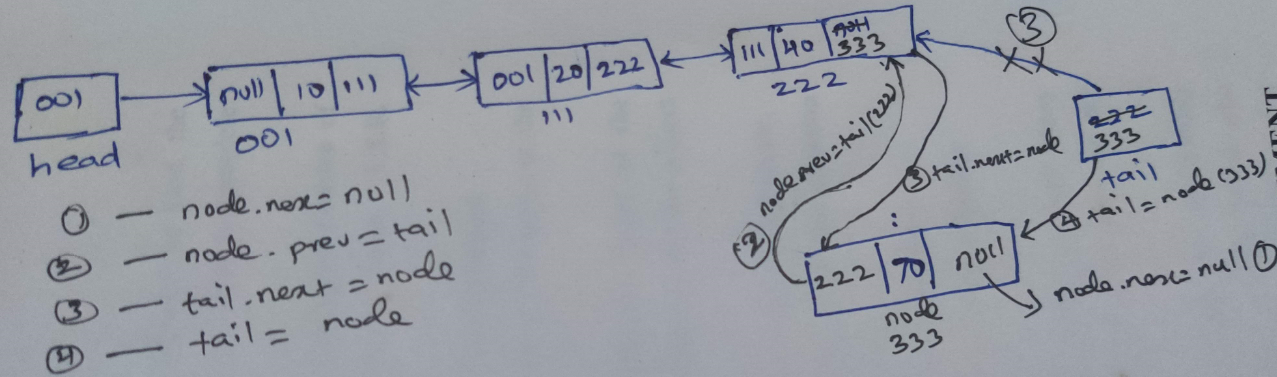 ③
001
head
null | 10 | 111
001
001 | 20 | 222
111
111 | 40 | null 333
222
222 333
tail
② node.prev=tail(222)
③ tail.next=node
④ tail=node(333)
222 | 70 | null
node
333
node.nex=null ①
① — node.nex=null
② — node.prev=tail
③ — tail.next=node
④ — tail= node